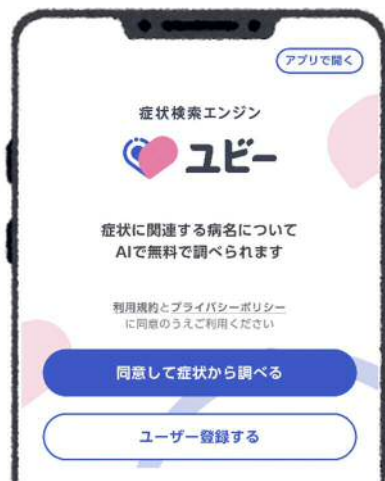 アプリで開く
症状検索エンジン
ユビー
症状に関連する病名について
AIで無料で調べられます
利用規約とプライバシーポリシー
に同意のうえご利用ください
同意して症状から調べる
ユーザー登録する